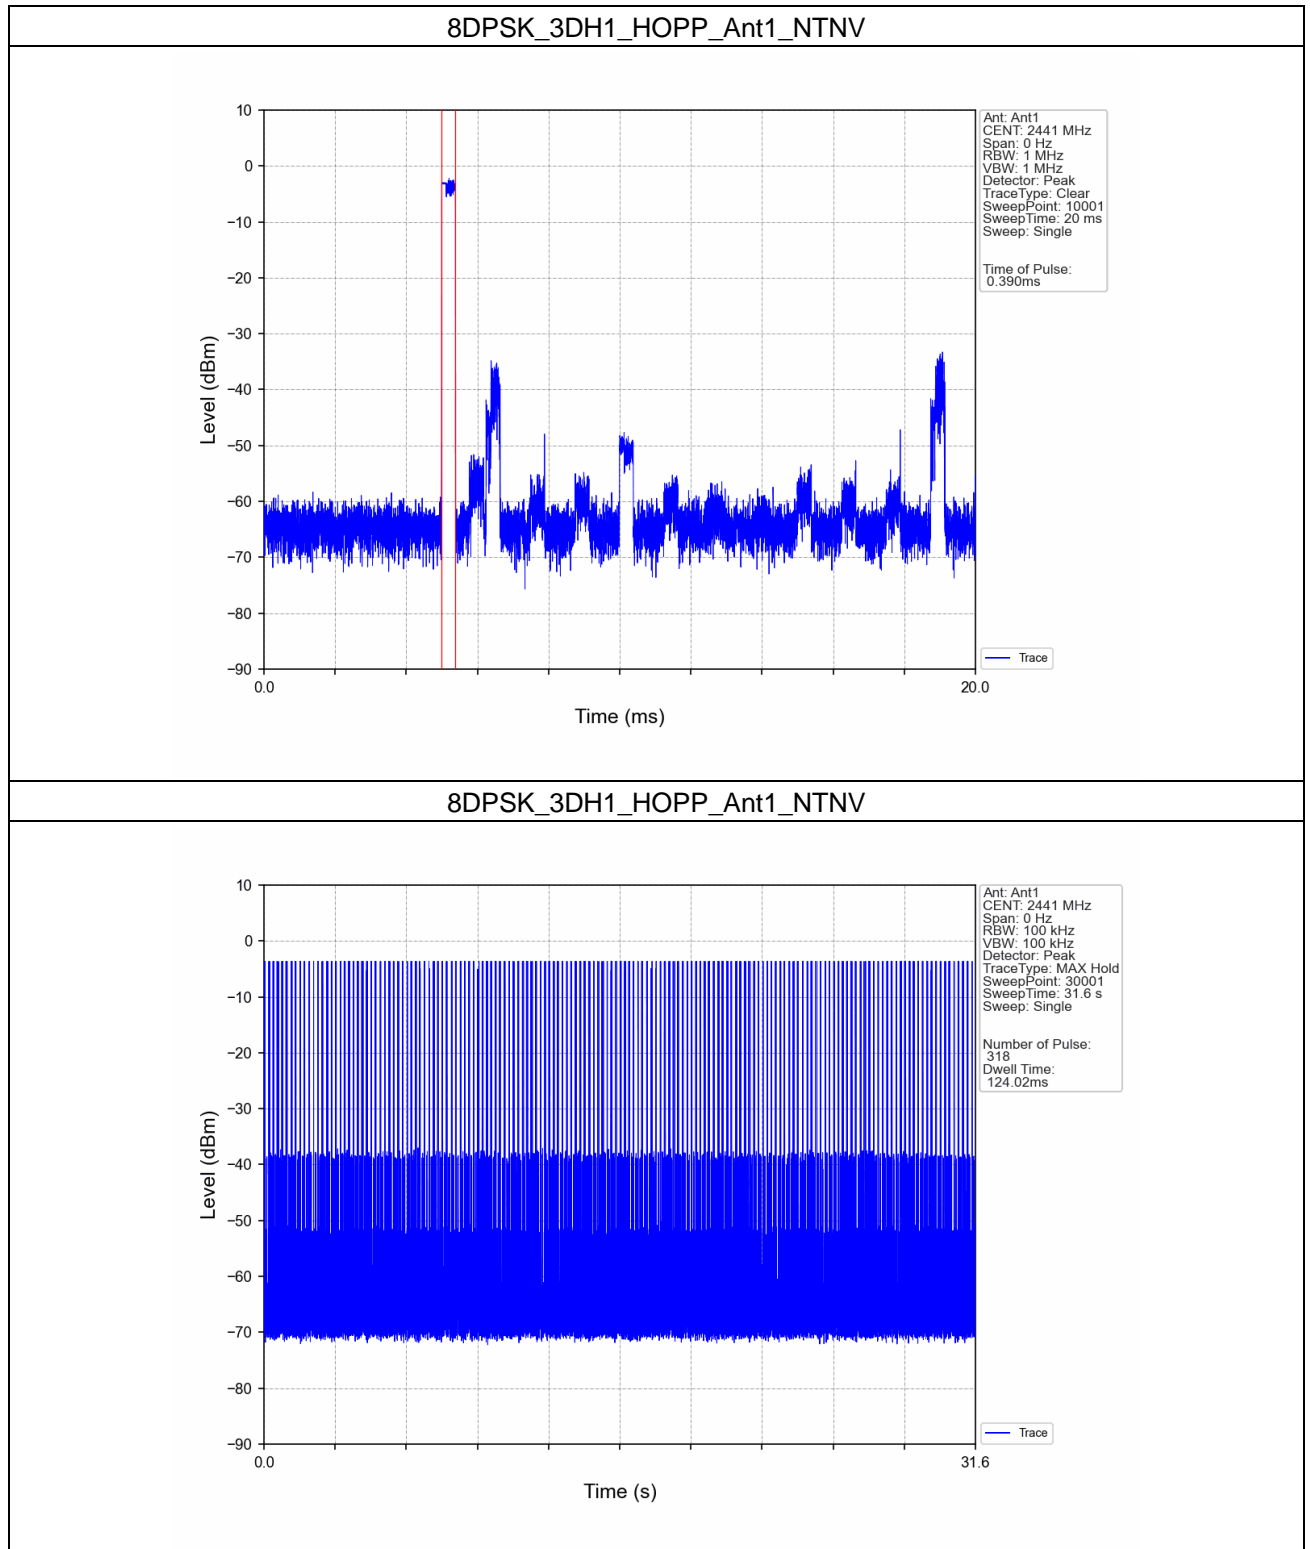 8DPSK_3DH1_HOPP_Ant1_NTNV
10
0
−10
−20
−30
−40
−50
−60
−70
−80
−90
Level (dBm)
0.0
20.0
Time (ms)
Ant: Ant1
CENT: 2441 MHz
Span: 0 Hz
RBW: 1 MHz
VBW: 1 MHz
Detector: Peak
TraceType: Clear
SweepPoint: 10001
SweepTime: 20 ms
Sweep: Single
Time of Pulse:
0.390ms
Trace
8DPSK_3DH1_HOPP_Ant1_NTNV
10
0
−10
−20
−30
−40
−50
−60
−70
−80
−90
Level (dBm)
0.0
31.6
Time (s)
Ant: Ant1
CENT: 2441 MHz
Span: 0 Hz
RBW: 100 kHz
VBW: 100 kHz
Detector: Peak
TraceType: MAX Hold
SweepPoint: 30001
SweepTime: 31.6 s
Sweep: Single
Number of Pulse:
318
Dwell Time:
124.02ms
Trace